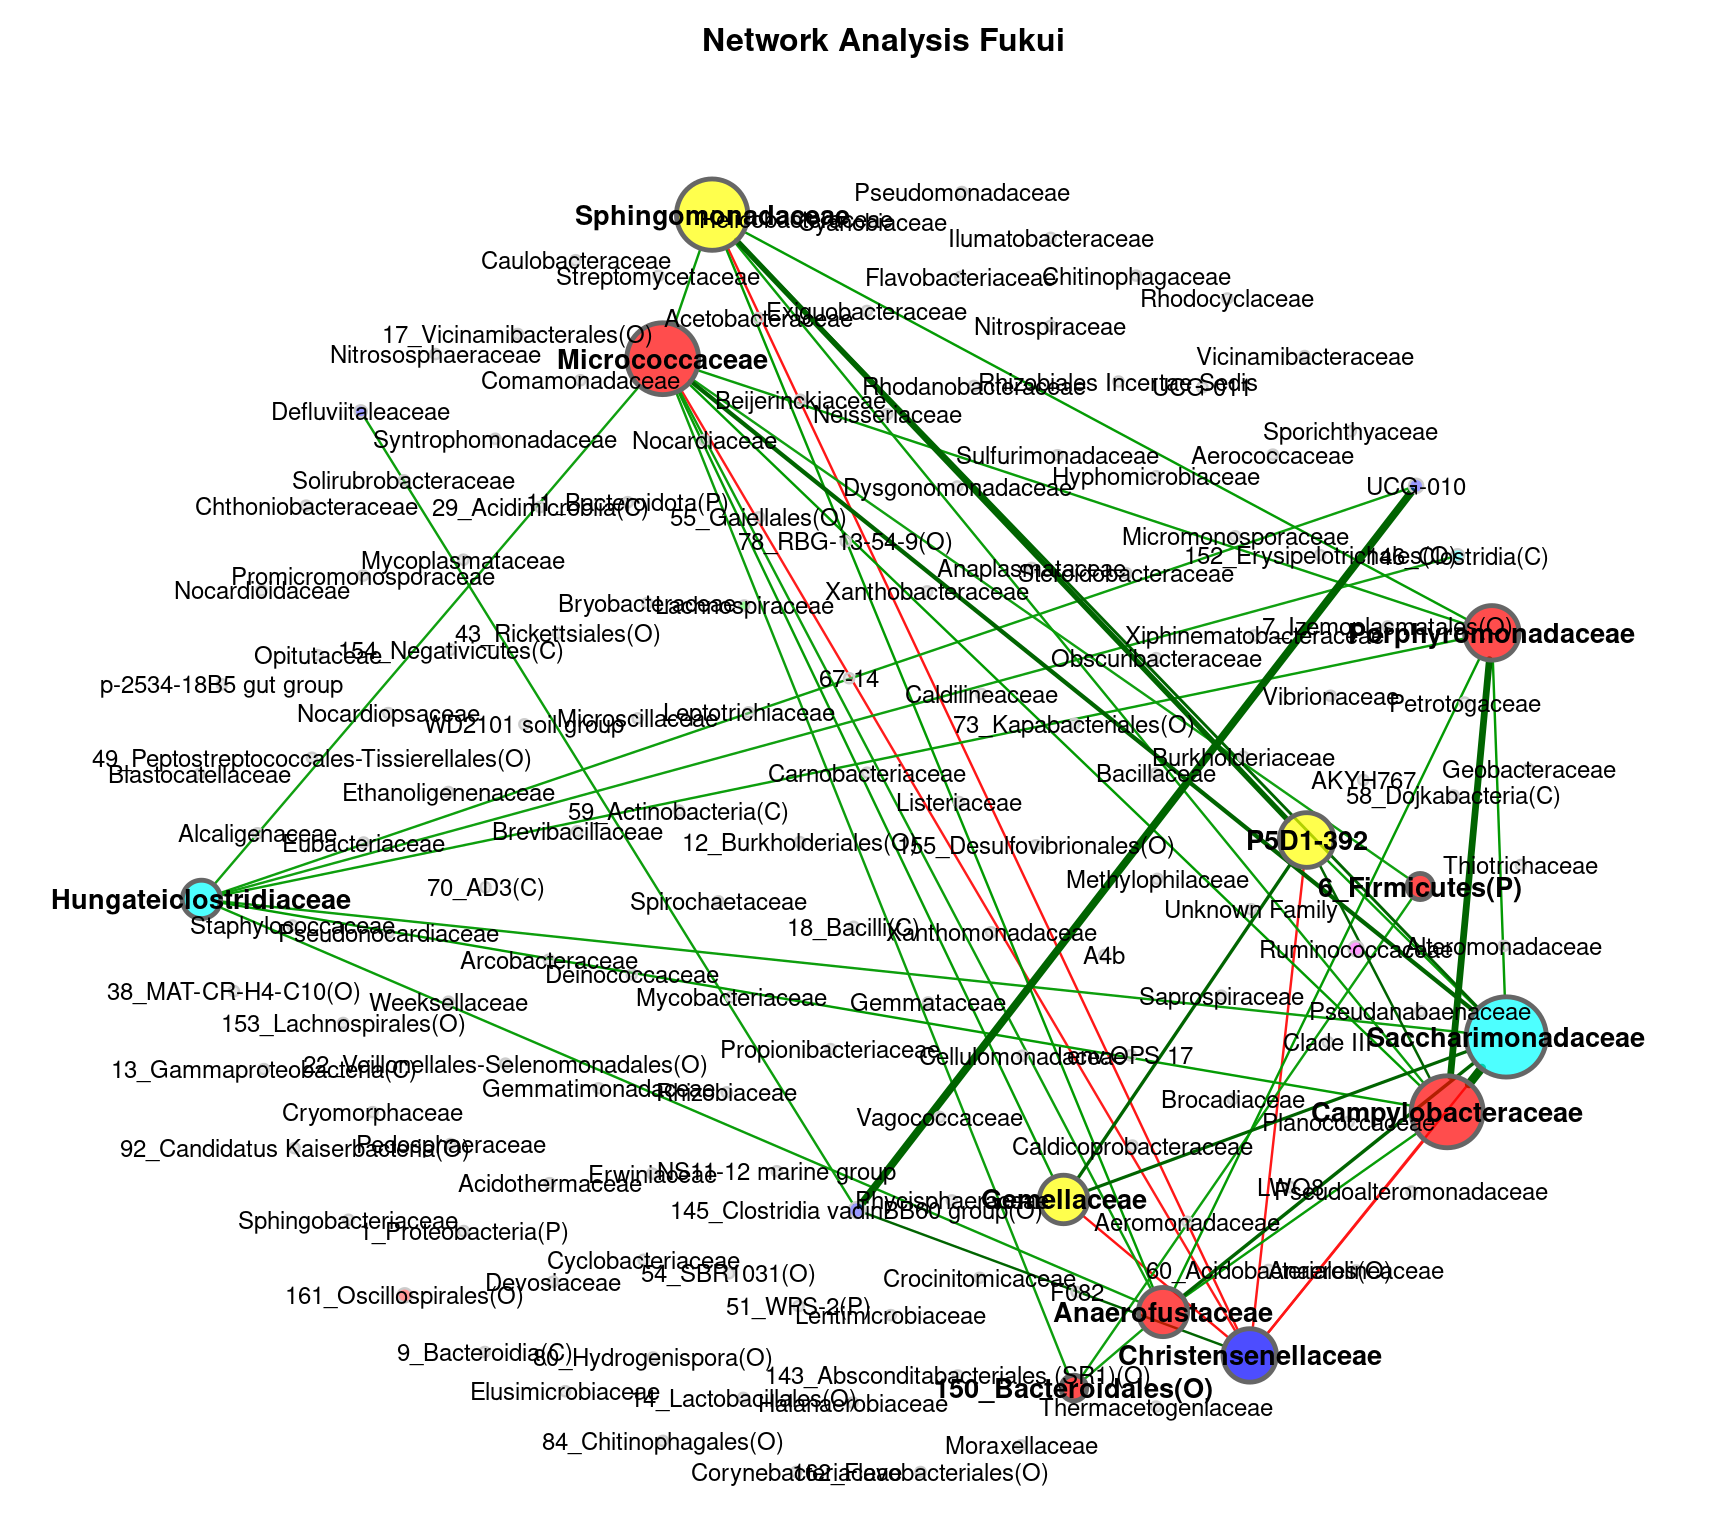 Network Analysis Fukui
Pseudomonadaceae
Sphingomonadaceae
Helicobacteraceae
Cyanobiaceae
Ilumatobacteraceae
Caulobacteraceae
Streptomycetaceae
Flavobacteriaceae
Chitinophagaceae
Rhodocyclaceae
Exiguobacteraceae
Acetobacteraceae
Nitrospiraceae
17_Vicinamibacterales(O)
Nitrososphaeraceae
Micrococcaceae
Vicinamibacteraceae
Comamonadaceae
Rhodanobacteraceae
Rhizobiales Incertae Sedis
UCG-011
Beijerinckiaceae
Neisseriaceae
Defluviitaleaceae
Syntrophomonadaceae
Nocardiaceae
Sporichthyaceae
Sulfurimonadaceae
Aerococcaceae
Hyphomicrobiaceae
Solirubrobacteraceae
Dysgonomonadaceae
UCG-010
Chthoniobacteraceae
29_Acidimicrobiia(C)
11_Bacteroidota(P)
55_Gaiellales(O)
78_RBG-13-54-9(O)
Micromonosporaceae
152_Erysipelotrichales(O)
146_Clostridia(C)
Mycoplasmataceae
Promicromonosporaceae
Nocardioidaceae
Anaplasmataceae
Steroidobacteraceae
Xanthobacteraceae
Bryobacteraceae
Lachnospiraceae
7_Izemoplasmatales(O)
Porphyromonadaceae
Xiphinematobacteraceae
43_Rickettsiales(O)
154_Negativicutes(C)
Opitutaceae
Obscuribacteraceae
67-14
p-2534-18B5 gut group
Caldilineaceae
Vibrionaceae
Petrotogaceae
Nocardiopsaceae
WD2101 soil group
Microscillaceae
Leptotrichiaceae
73_Kapabacteriales(O)
49_Peptostreptococcales-Tissierellales(O)
Blastocatellaceae
Burkholderiaceae
Carnobacteriaceae
Bacillaceae
AKYH767
Geobacteraceae
Ethanoligenenaceae
58_Dojkabacteria(C)
Listeriaceae
59_Actinobacteria(C)
Alcaligenaceae
Eubacteriaceae
Brevibacillaceae
12_Burkholderiales(O)
155_Desulfovibrionales(O)
P5D1-392
Thiotrichaceae
70_AD3(C)
Methylophilaceae
6_Firmicutes(P)
Hungateiclostridiaceae
Spirochaetaceae
Unknown Family
Staphylococcaceae
Pseudonocardiaceae
18_Bacilli(C)
Xanthomonadaceae
Ruminococcaceae
Alteromonadaceae
A4b
Arcobacteraceae
Deinococcaceae
38_MAT-CR-H4-C10(O)
Weeksellaceae
Mycobacteriaceae
Gemmataceae
Saprospiraceae
Pseudanabaenaceae
153_Lachnospirales(O)
Saccharimonadaceae
Clade III
Propionibacteriaceae
Cellulomonadaceae
env.OPS 17
13_Gammaproteobacteria(C)
22_Veillonellales-Selenomonadales(O)
Gemmatimonadaceae
Rhizobiaceae
Brocadiaceae
Cryomorphaceae
Campylobacteraceae
Vagococcaceae
Planococcaceae
92_Candidatus Kaiserbacteria(O)
Pedosphaeraceae
Caldicoprobacteraceae
Erwiniaceae
NS11-12 marine group
Acidothermaceae
LWQ8
Pseudoalteromonadaceae
Phycisphaeraceae
Gemellaceae
145_Clostridia vadinBB60 group(O)
Sphingobacteriaceae
1_Proteobacteria(P)
Aeromonadaceae
Cyclobacteriaceae
54_SBR1031(O)
Devosiaceae
Crocinitomicaceae
60_Acidobacteriales(O)
Anaerolineaceae
161_Oscillospirales(O)
F082
51_WPS-2(P)
Lentimicrobiaceae
Anaerofustaceae
9_Bacteroidia(C)
80_Hydrogenispora(O)
Christensenellaceae
143_Absconditabacteriales_(SR1)(O)
Elusimicrobiaceae
14_Lactobacillales(O)
Halanaerobiaceae
150_Bacteroidales(O)
Thermacetogeniaceae
84_Chitinophagales(O)
Moraxellaceae
Corynebacteriaceae
162_Flavobacteriales(O)